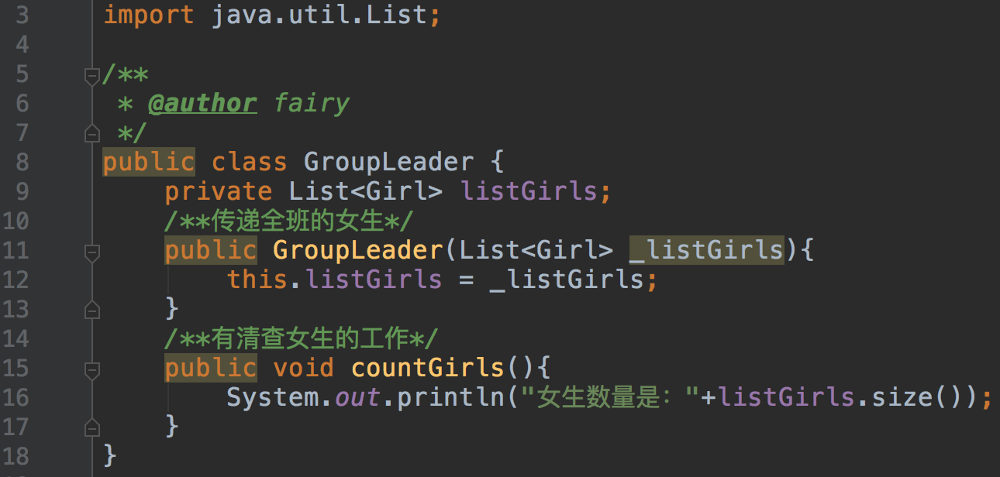 3 import java.util.List;
4
5 /**
6  * @author fairy
7  */
8 public class GroupLeader {
9     private List<Girl> listGirls;
10     /**传递全班的女生*/
11     public GroupLeader(List<Girl> _listGirls){
12         this.listGirls = _listGirls;
13     }
14     /**有清查女生的工作*/
15     public void countGirls(){
16         System.out.println("女生数量是："+listGirls.size());
17     }
18 }